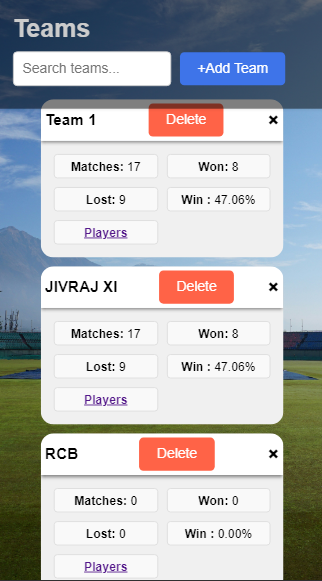 Teams
Search teams... +Add Team
Team 1 Delete ×
Matches: 17 Won: 8
Lost: 9 Win : 47.06%
Players
JIVRAJ XI Delete ×
Matches: 17 Won: 8
Lost: 9 Win : 47.06%
Players
RCB Delete ×
Matches: 0 Won: 0
Lost: 0 Win : 0.00%
Players